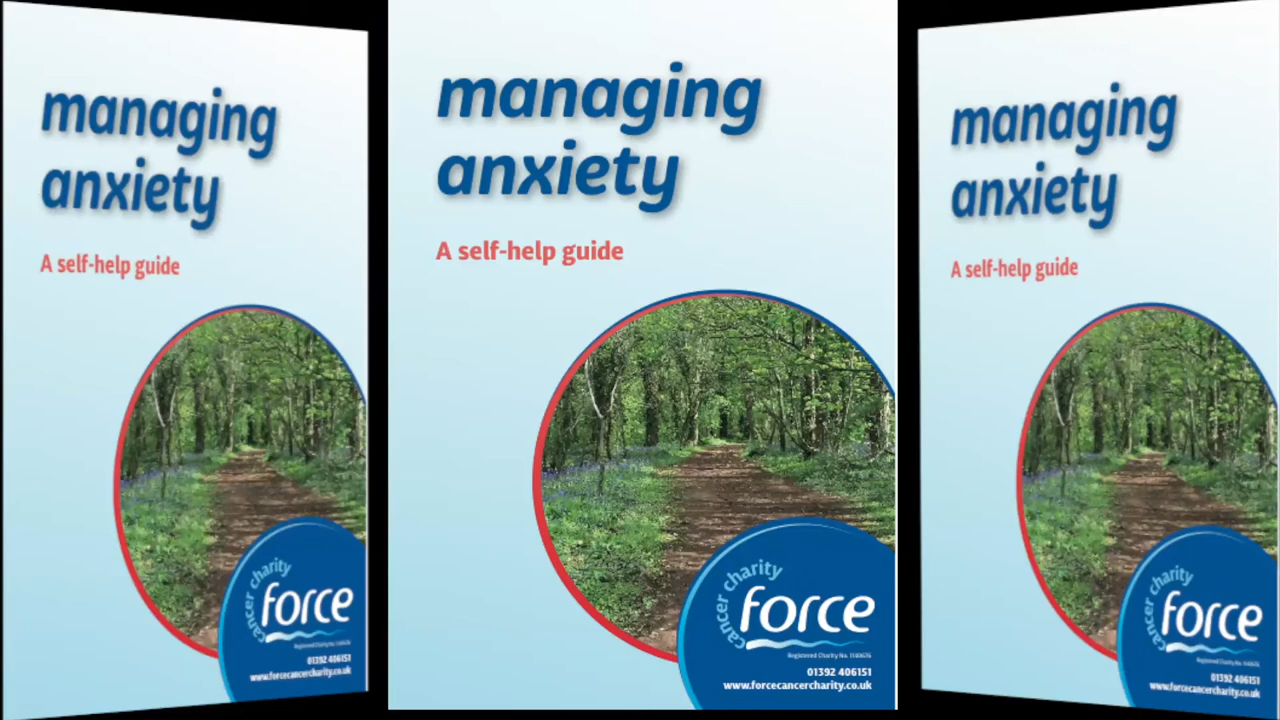 managing
anxiety
A self-help guide
cancer charity
force
01392 406151
www.forcecancercharity.co.uk
managing
anxiety
A self-help guide
cancer charity
force
Registered Charity No. 1140676
01392 406151
www.forcecancercharity.co.uk
managing
anxiety
A self-help guide
cancer charity
force
01392 406151
www.forcecancercharity.co.uk